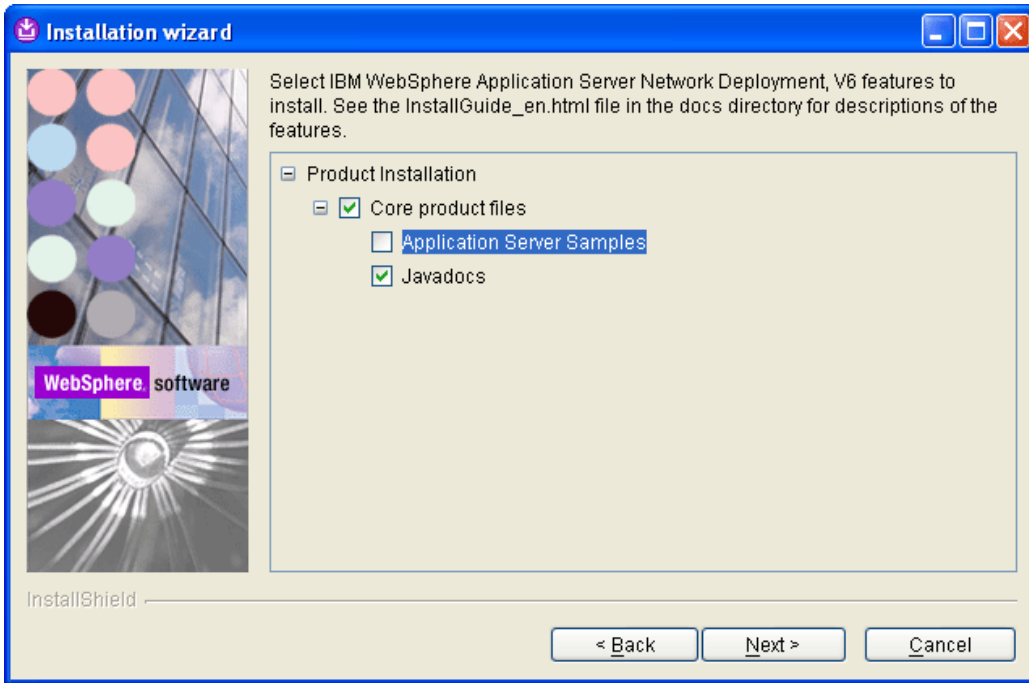 Installation wizard
Select IBM WebSphere Application Server Network Deployment, V6 features to
install. See the InstallGuide_en.html file in the docs directory for descriptions of the
features.
Product Installation
Core product files
Application Server Samples
Javadocs
WebSphere. software
InstallShield
< Back Next > Cancel